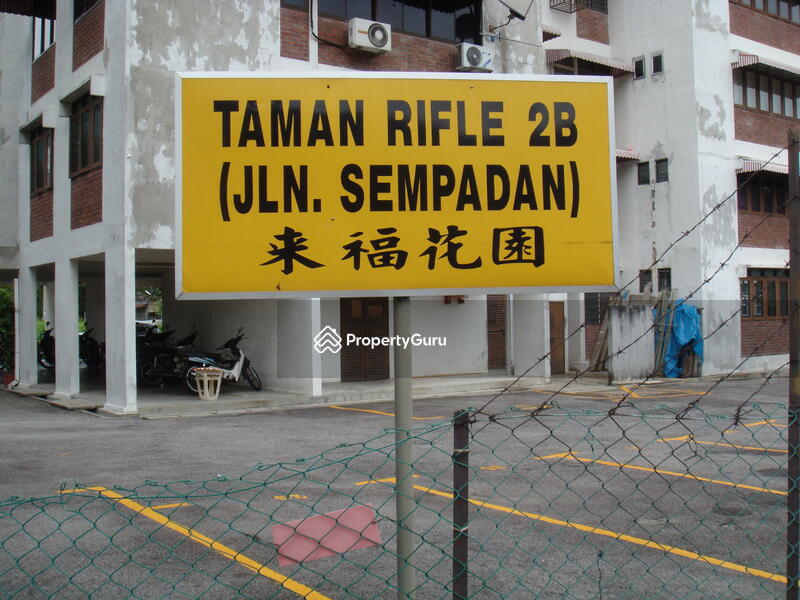 TAMAN RIFLE 2B
(JLN. SEMPADAN)
来福花園
PropertyGuru